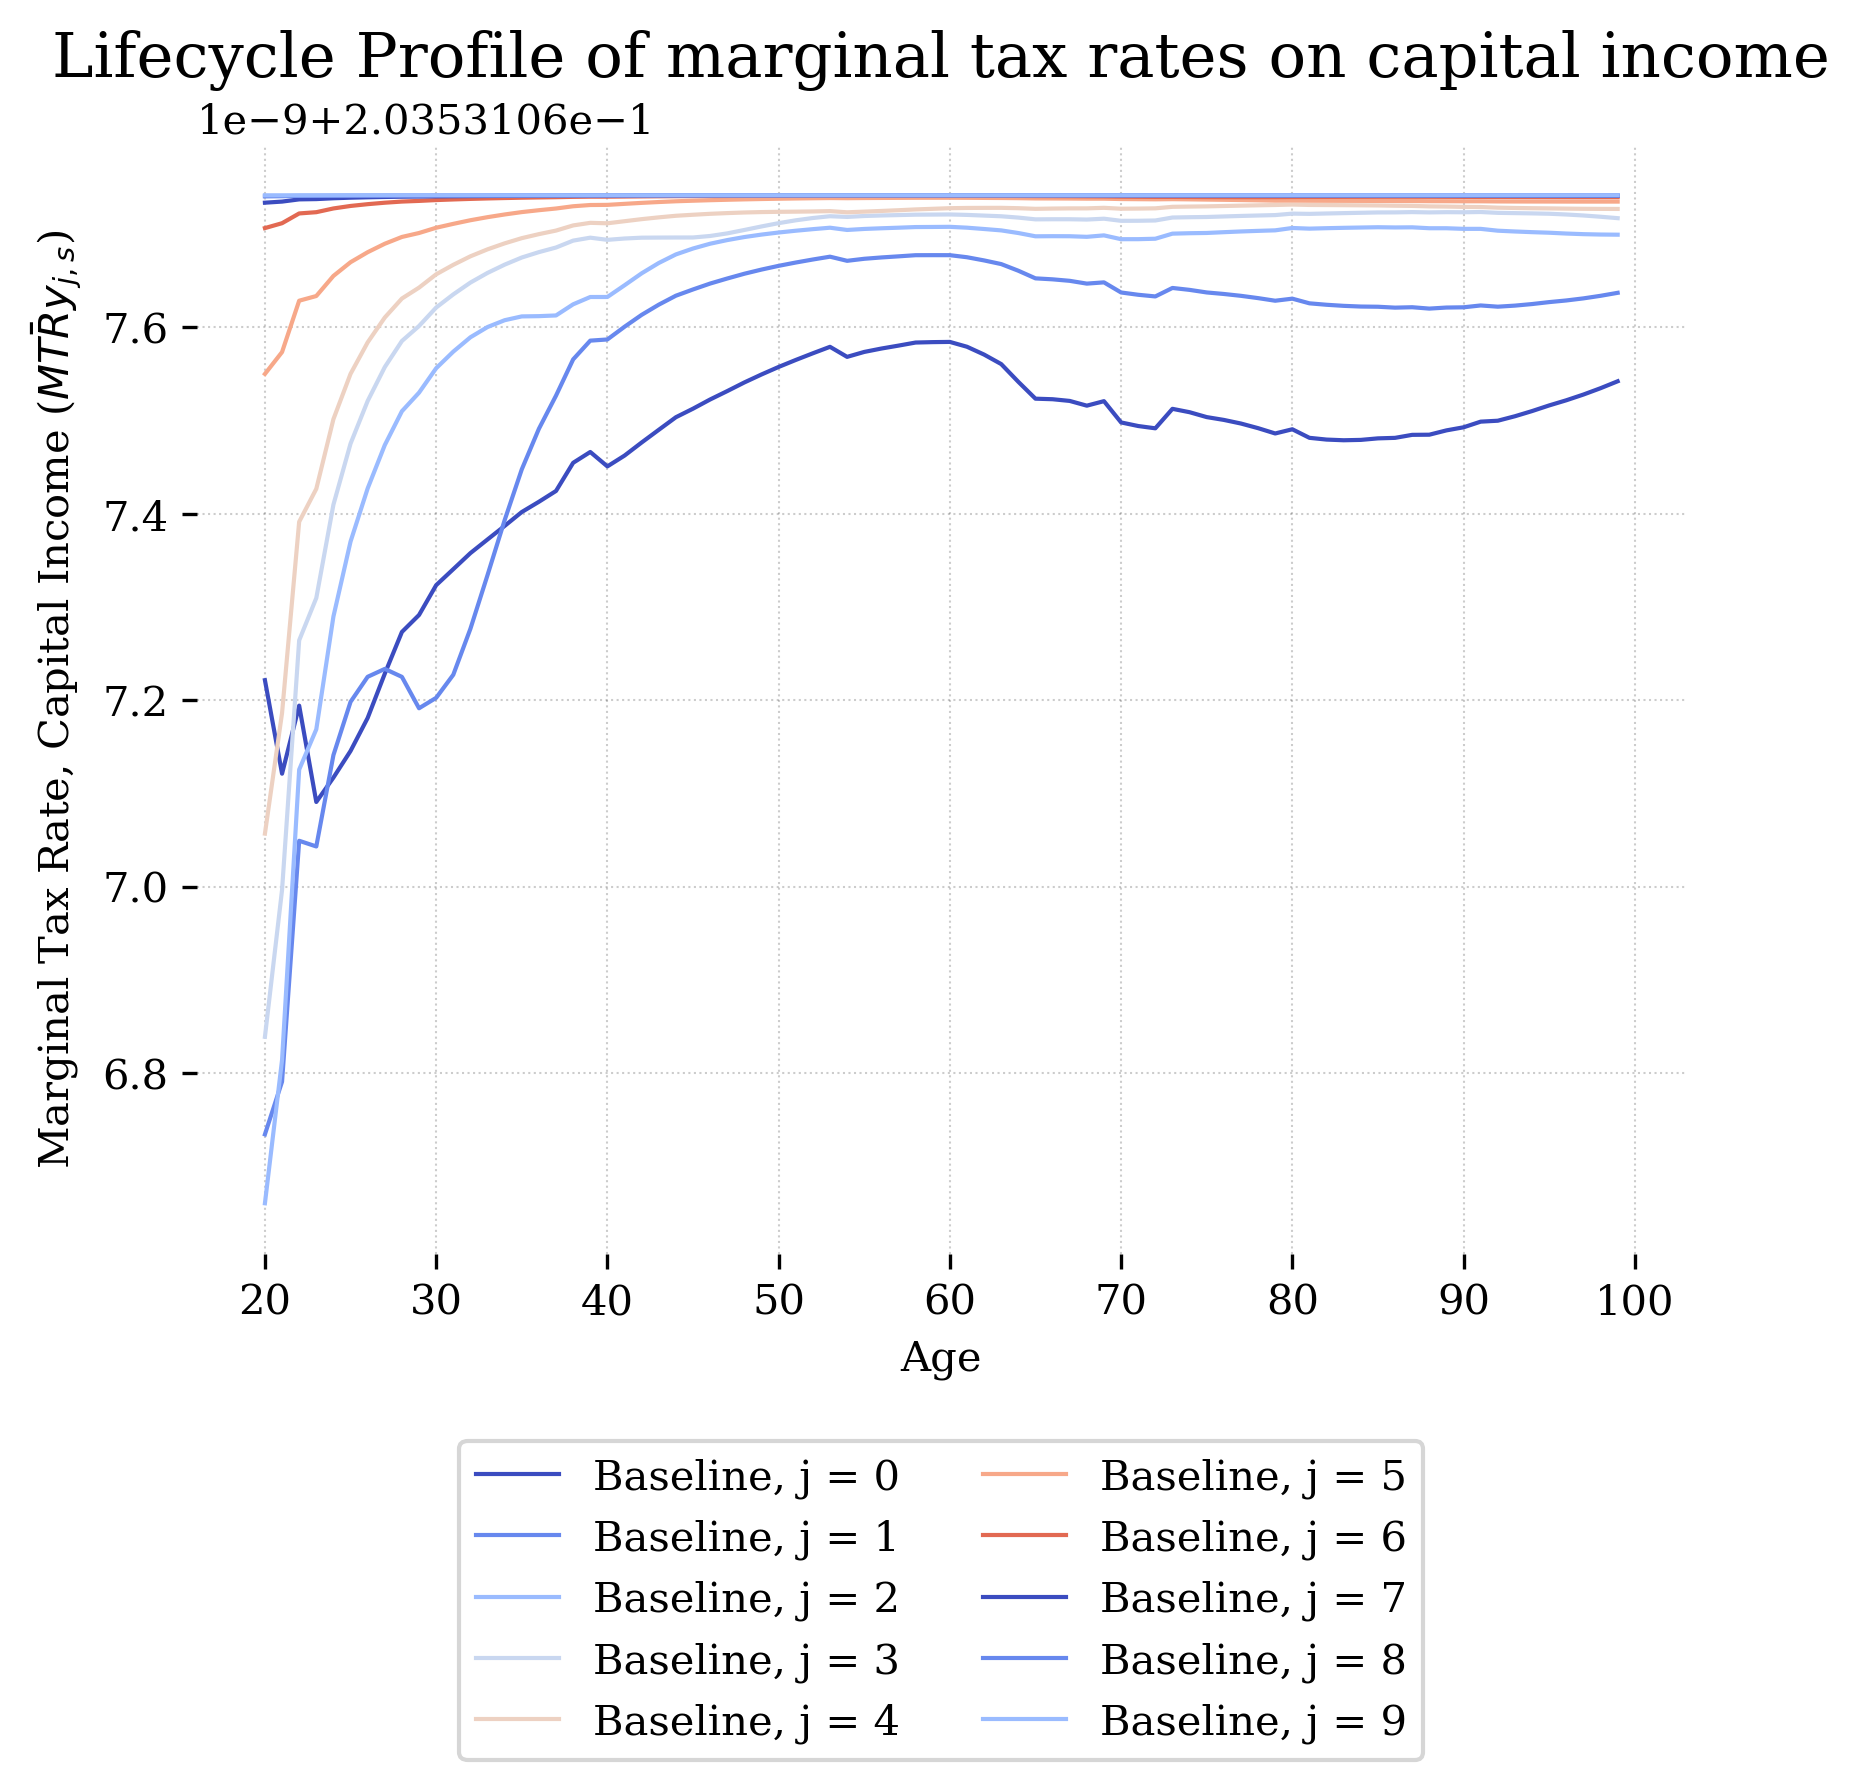 Lifecycle Profile of marginal tax rates on capital income
1e−9+2.0353106e−1
Marginal Tax Rate, Capital Income (MTR̄y_{j,s})
7.6
7.4
7.2
7.0
6.8
20 30 40 50 60 70 80 90 100
Age
Baseline, j = 0
Baseline, j = 1
Baseline, j = 2
Baseline, j = 3
Baseline, j = 4
Baseline, j = 5
Baseline, j = 6
Baseline, j = 7
Baseline, j = 8
Baseline, j = 9